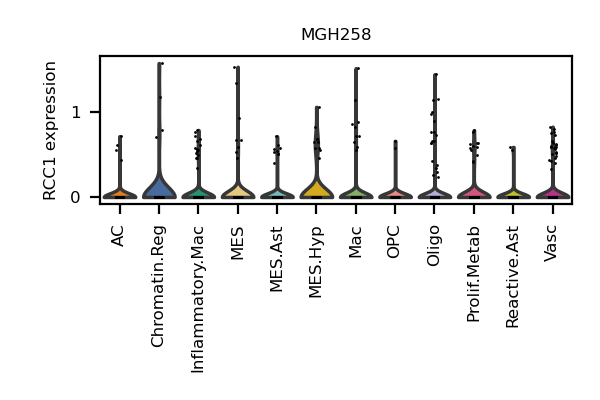 MGH258
RCC1 expression
1
0
AC
Chromatin.Reg
Inflammatory.Mac
MES
MES.Ast
MES.Hyp
Mac
OPC
Oligo
Prolif.Metab
Reactive.Ast
Vasc